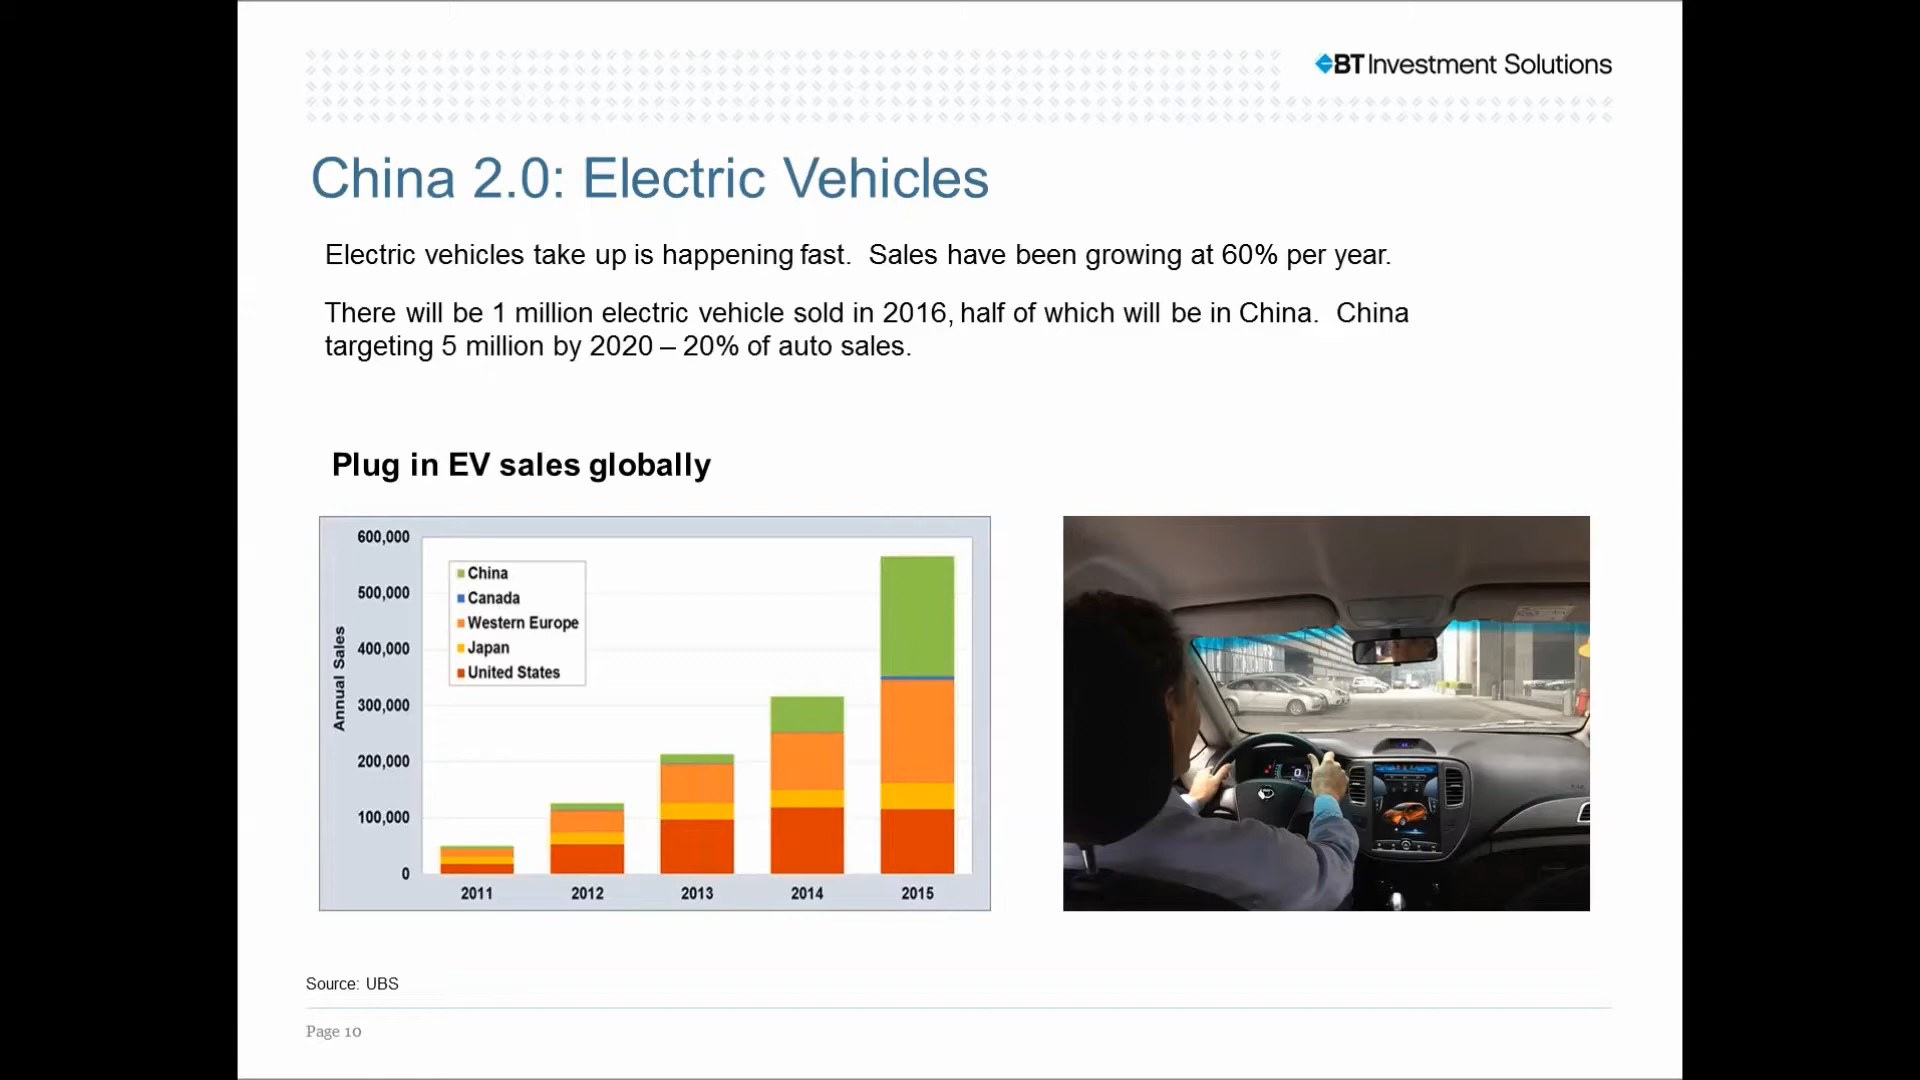 BT Investment Solutions
China 2.0: Electric Vehicles
Electric vehicles take up is happening fast. Sales have been growing at 60% per year.
There will be 1 million electric vehicle sold in 2016, half of which will be in China. China
targeting 5 million by 2020 – 20% of auto sales.
Plug in EV sales globally
Annual Sales
600,000
500,000
400,000
300,000
200,000
100,000
0
China
Canada
Western Europe
Japan
United States
2011
2012
2013
2014
2015
Source: UBS
Page 10